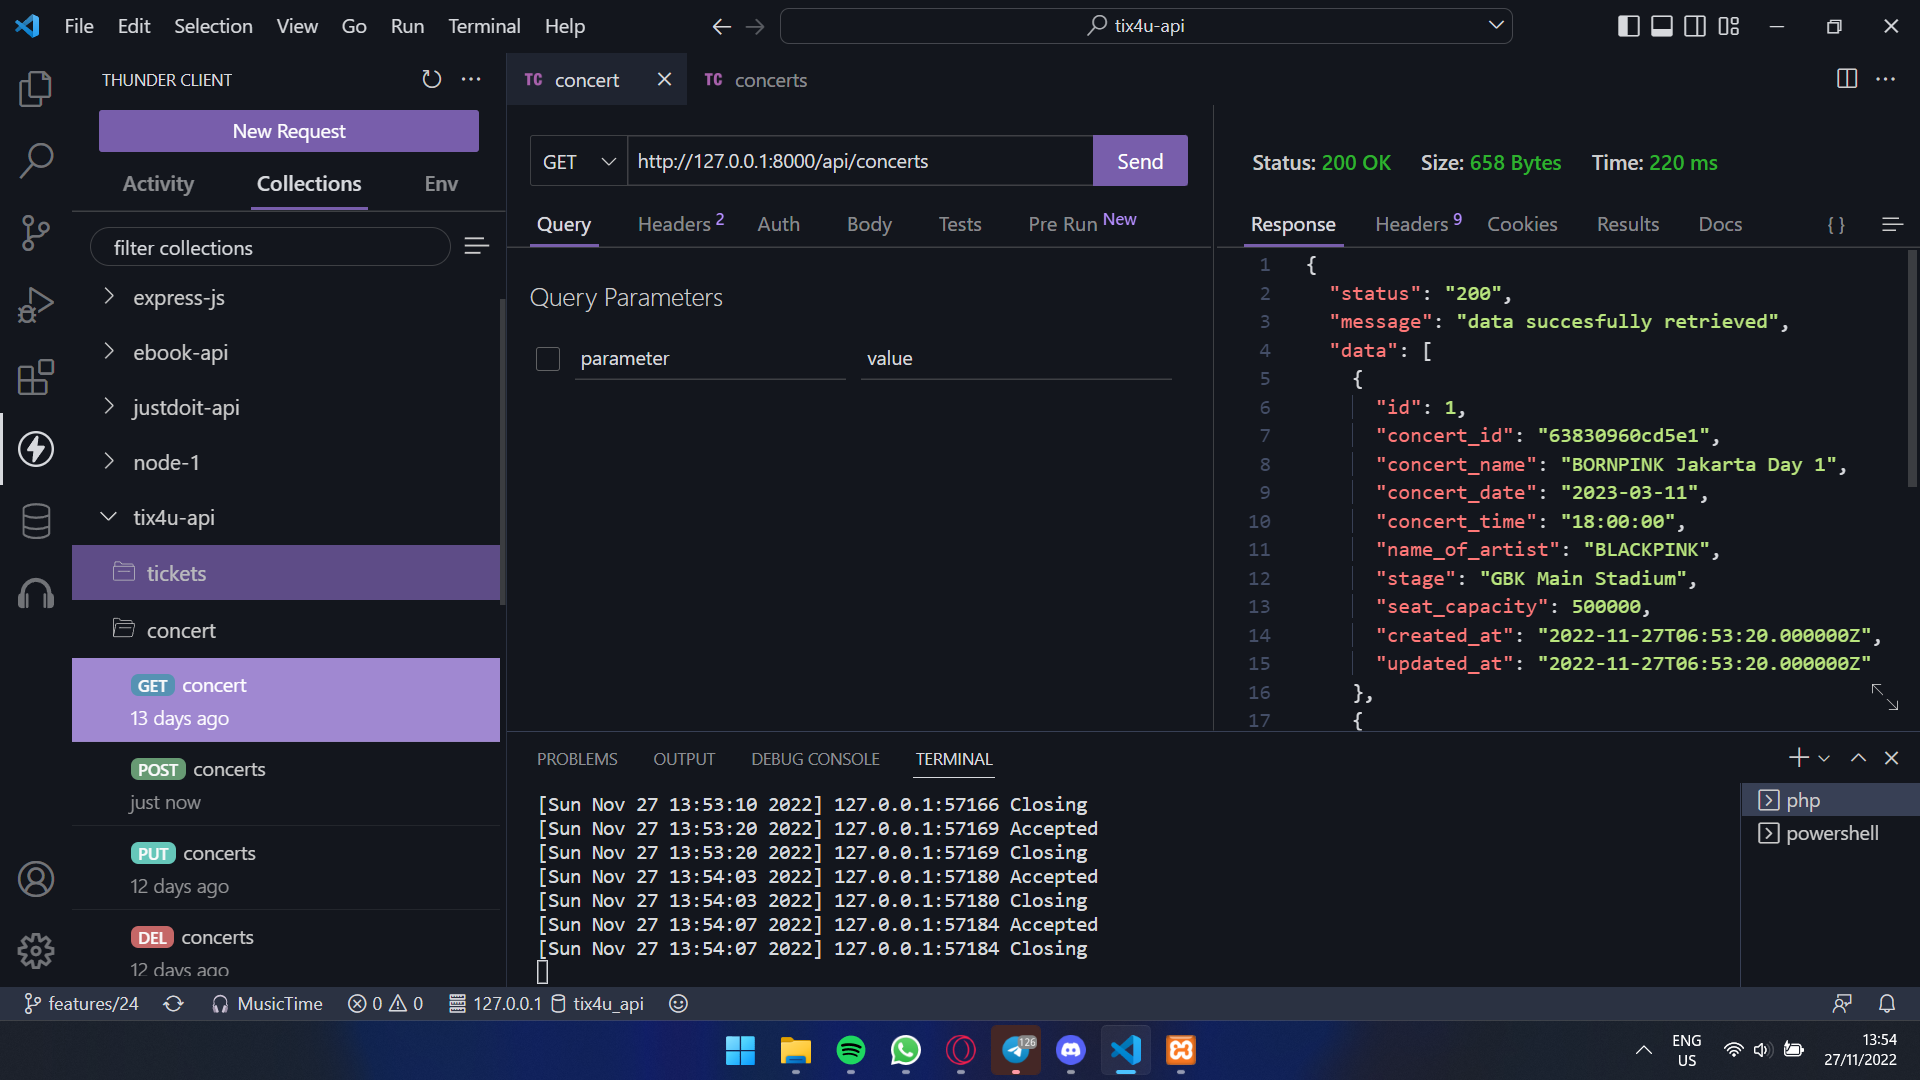 File Edit Selection View Go Run Terminal Help
tix4u-api
THUNDER CLIENT
New Request
Activity Collections Env
filter collections
express-js
ebook-api
justdoit-api
node-1
tix4u-api
tickets
concert
GET concert
13 days ago
POST concerts
just now
PUT concerts
12 days ago
DEL concerts
12 days ago
TC concert
TC concerts
GET http://127.0.0.1:8000/api/concerts Send
Query Headers 2 Auth Body Tests Pre Run New
Query Parameters
parameter value
Status: 200 OK Size: 658 Bytes Time: 220 ms
Response Headers 9 Cookies Results Docs { }
1 {
2 "status": "200",
3 "message": "data succesfully retrieved",
4 "data": [
5 {
6 "id": 1,
7 "concert_id": "63830960cd5e1",
8 "concert_name": "BORNPINK Jakarta Day 1",
9 "concert_date": "2023-03-11",
10 "concert_time": "18:00:00",
11 "name_of_artist": "BLACKPINK",
12 "stage": "GBK Main Stadium",
13 "seat_capacity": 500000,
14 "created_at": "2022-11-27T06:53:20.000000Z",
15 "updated_at": "2022-11-27T06:53:20.000000Z"
16 },
17 {
PROBLEMS OUTPUT DEBUG CONSOLE TERMINAL
[Sun Nov 27 13:53:10 2022] 127.0.0.1:57166 Closing
[Sun Nov 27 13:53:20 2022] 127.0.0.1:57169 Accepted
[Sun Nov 27 13:53:20 2022] 127.0.0.1:57169 Closing
[Sun Nov 27 13:54:03 2022] 127.0.0.1:57180 Accepted
[Sun Nov 27 13:54:03 2022] 127.0.0.1:57180 Closing
[Sun Nov 27 13:54:07 2022] 127.0.0.1:57184 Accepted
[Sun Nov 27 13:54:07 2022] 127.0.0.1:57184 Closing
php
powershell
features/24 MusicTime 0 0 127.0.0.1 tix4u_api
126
ENG
US
13:54
27/11/2022